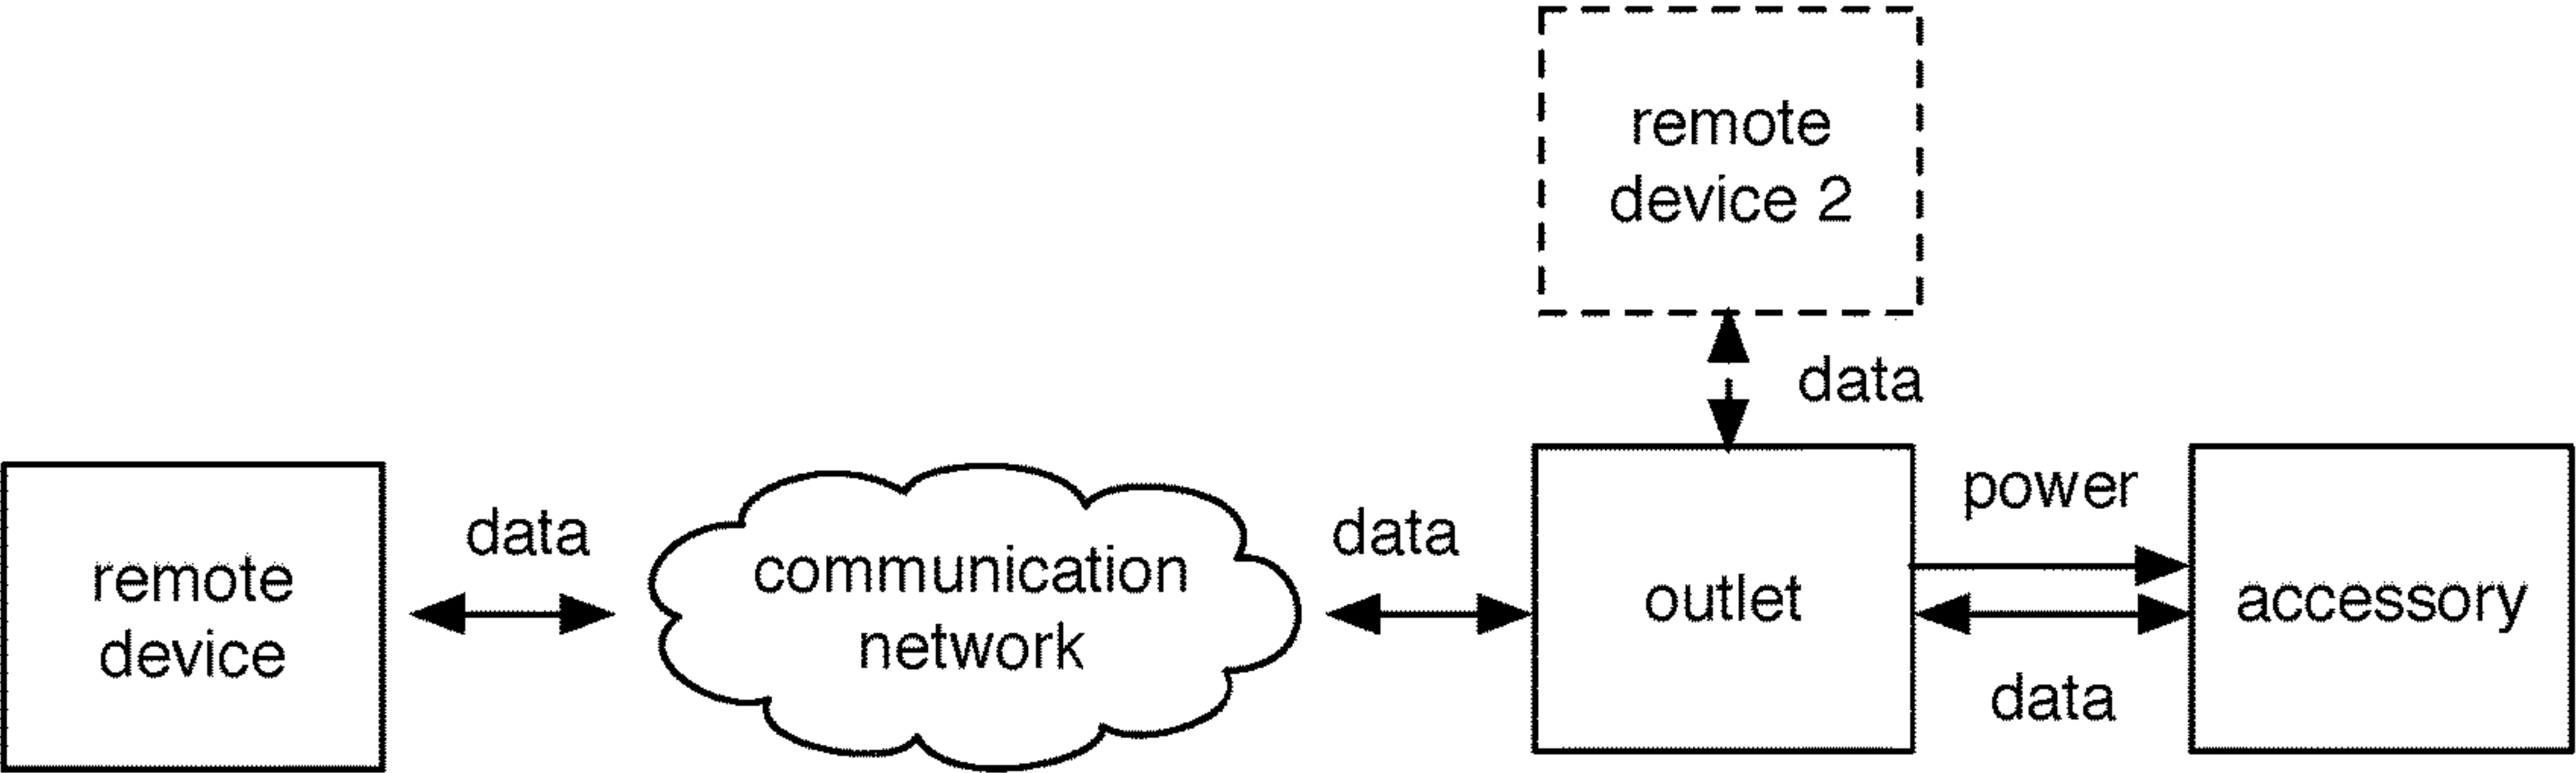 remote
device 2
data
remote
device
data
communication
network
data
outlet
power
data
accessory